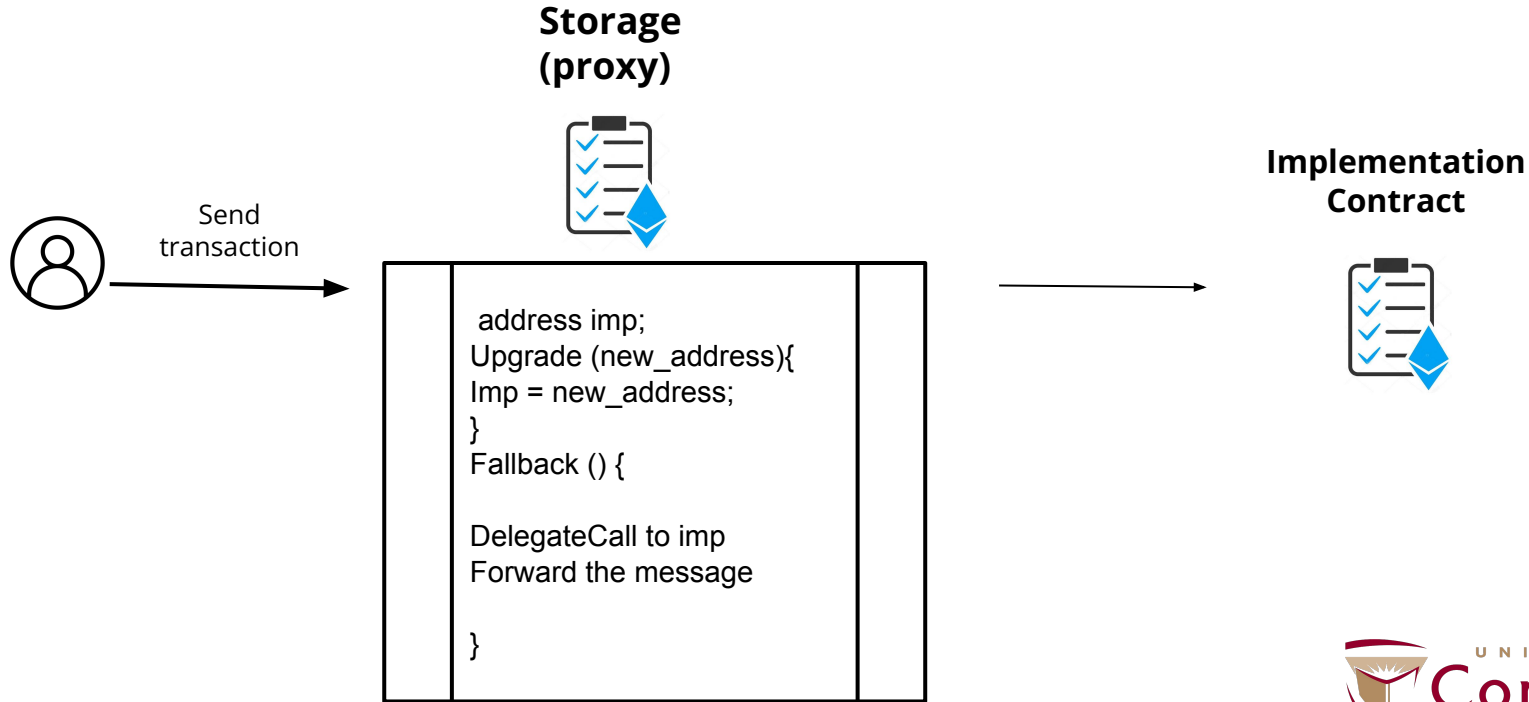 Storage
(proxy)
Send
transaction
address imp;
Upgrade (new_address){
Imp = new_address;
}
Fallback () {
DelegateCall to imp
Forward the message
}
Implementation
Contract